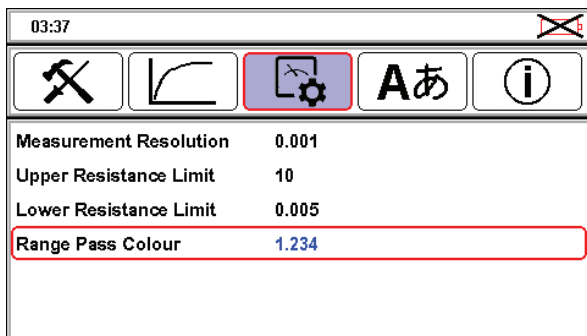 03:37
Aあ i
Measurement Resolution 0.001
Upper Resistance Limit 10
Lower Resistance Limit 0.005
Range Pass Colour 1.234